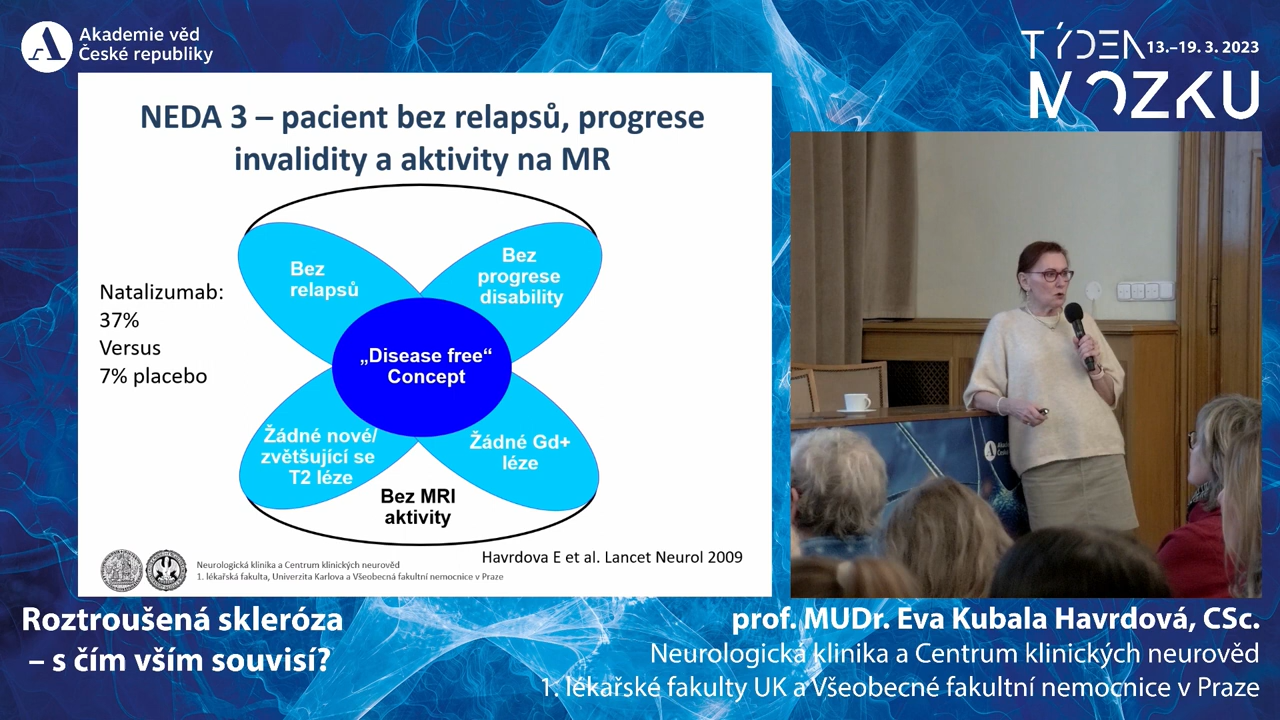 Akademie věd
České republiky
TÝDEN 13.–19. 3. 2023
MOZKU
NEDA 3 – pacient bez relapsů, progrese
invalidity a aktivity na MR
Bez
relapsů
Bez
progrese
disability
Natalizumab:
37%
Versus
7% placebo
„Disease free“
Concept
Žádné nové/
zvětšující se
T2 léze
Žádné Gd+
léze
Bez MRI
aktivity
Havrdova E et al. Lancet Neurol 2009
Neurologická klinika a Centrum klinických neurověd
1. lékařská fakulta, Univerzita Karlova a Všeobecná fakultní nemocnice v Praze
Roztroušená skleróza
– s čím vším souvisí?
prof. MUDr. Eva Kubala Havrdová, CSc.
Neurologická klinika a Centrum klinických neurověd
1. lékařské fakulty UK a Všeobecné fakultní nemocnice v Praze